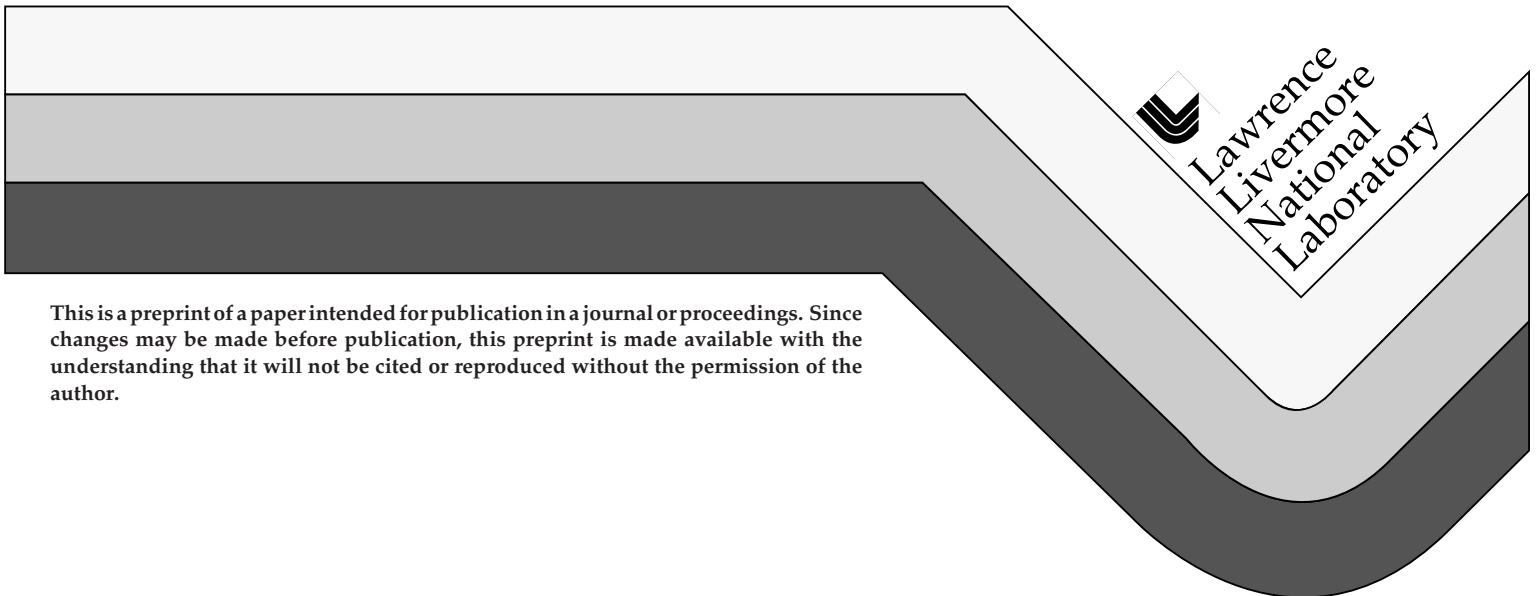 Lawrence
Livermore
National
Laboratory
This is a preprint of a paper intended for publication in a journal or proceedings. Since
changes may be made before publication, this preprint is made available with the
understanding that it will not be cited or reproduced without the permission of the
author.